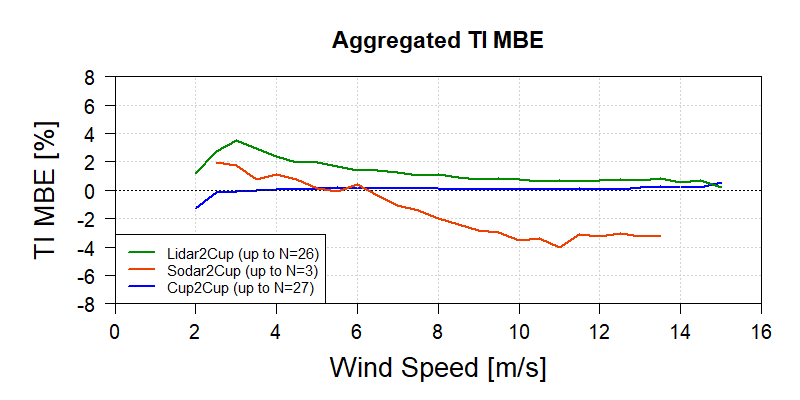 Aggregated TI MBE
TI MBE [%]
8
6
4
2
0
-2
-4
-6
-8
Lidar2Cup (up to N=26)
Sodar2Cup (up to N=3)
Cup2Cup (up to N=27)
0 2 4 6 8 10 12 14 16
Wind Speed [m/s]